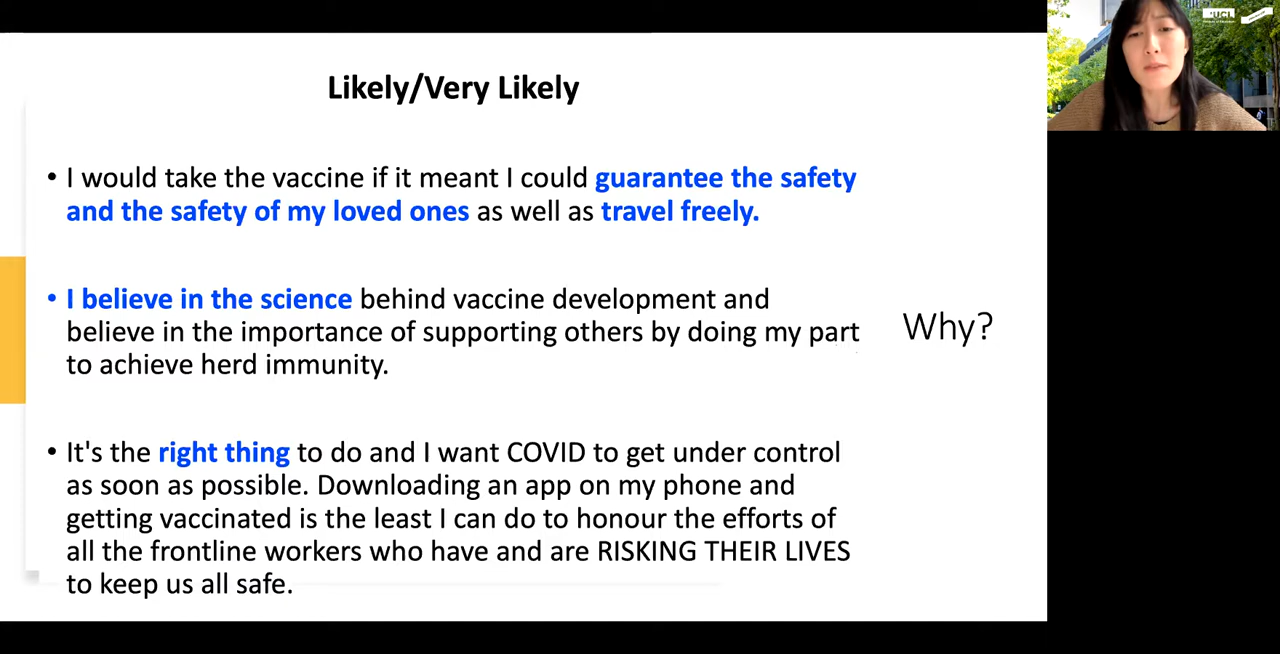 Likely/Very Likely
• I would take the vaccine if it meant I could guarantee the safety
and the safety of my loved ones as well as travel freely.
• I believe in the science behind vaccine development and
believe in the importance of supporting others by doing my part
to achieve herd immunity.
• It's the right thing to do and I want COVID to get under control
as soon as possible. Downloading an app on my phone and
getting vaccinated is the least I can do to honour the efforts of
all the frontline workers who have and are RISKING THEIR LIVES
to keep us all safe.
Why?
UCL